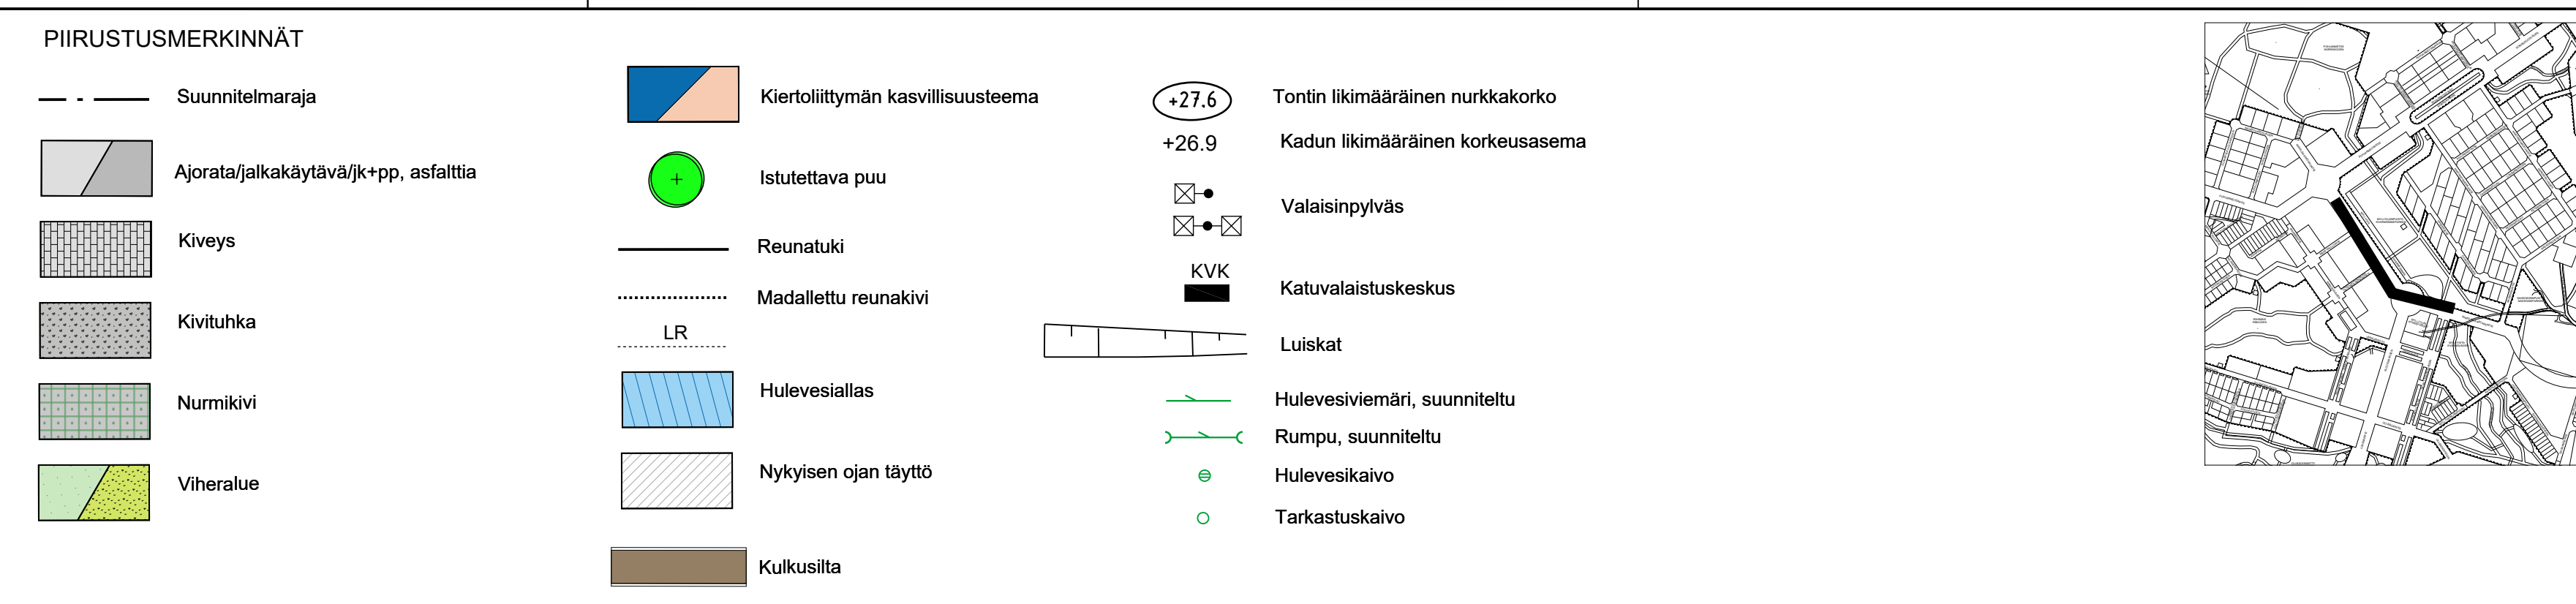 PIIRUSTUSMERKINNÄT
Suunnitelmaraja
Ajorata/jalkakäytävä/jk+pp, asfalttia
Kiveys
Kivituhka
Nurmikivi
Viheralue
Kiertoliittymän kasvillisuusteema
Istutettava puu
Reunatuki
Madallettu reunakivi
LR
Hulevesiallas
Nykyisen ojan täyttö
Kulkusilta
+27.6 Tontin likimääräinen nurkkakorko
+26.9 Kadun likimääräinen korkeusasema
Valaisinpylväs
KVK
Katuvalaistuskeskus
Luiskat
Hulevesiviemäri, suunniteltu
Rumpu, suunniteltu
Hulevesikaivo
Tarkastuskaivo